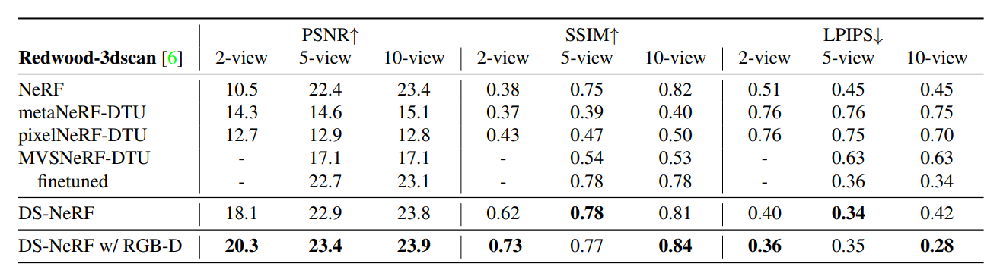 PSNR↑ SSIM↑ LPIPS↓
Redwood-3dscan [6] 2-view 5-view 10-view 2-view 5-view 10-view 2-view 5-view 10-view
NeRF 10.5 22.4 23.4 0.38 0.75 0.82 0.51 0.45 0.45
metaNeRF-DTU 14.3 14.6 15.1 0.37 0.39 0.40 0.76 0.76 0.75
pixelNeRF-DTU 12.7 12.9 12.8 0.43 0.47 0.50 0.76 0.75 0.70
MVSNeRF-DTU - 17.1 17.1 - 0.54 0.53 - 0.63 0.63
finetuned - 22.7 23.1 - 0.78 0.78 - 0.36 0.34
DS-NeRF 18.1 22.9 23.8 0.62 0.78 0.81 0.40 0.34 0.42
DS-NeRF w/ RGB-D 20.3 23.4 23.9 0.73 0.77 0.84 0.36 0.35 0.28